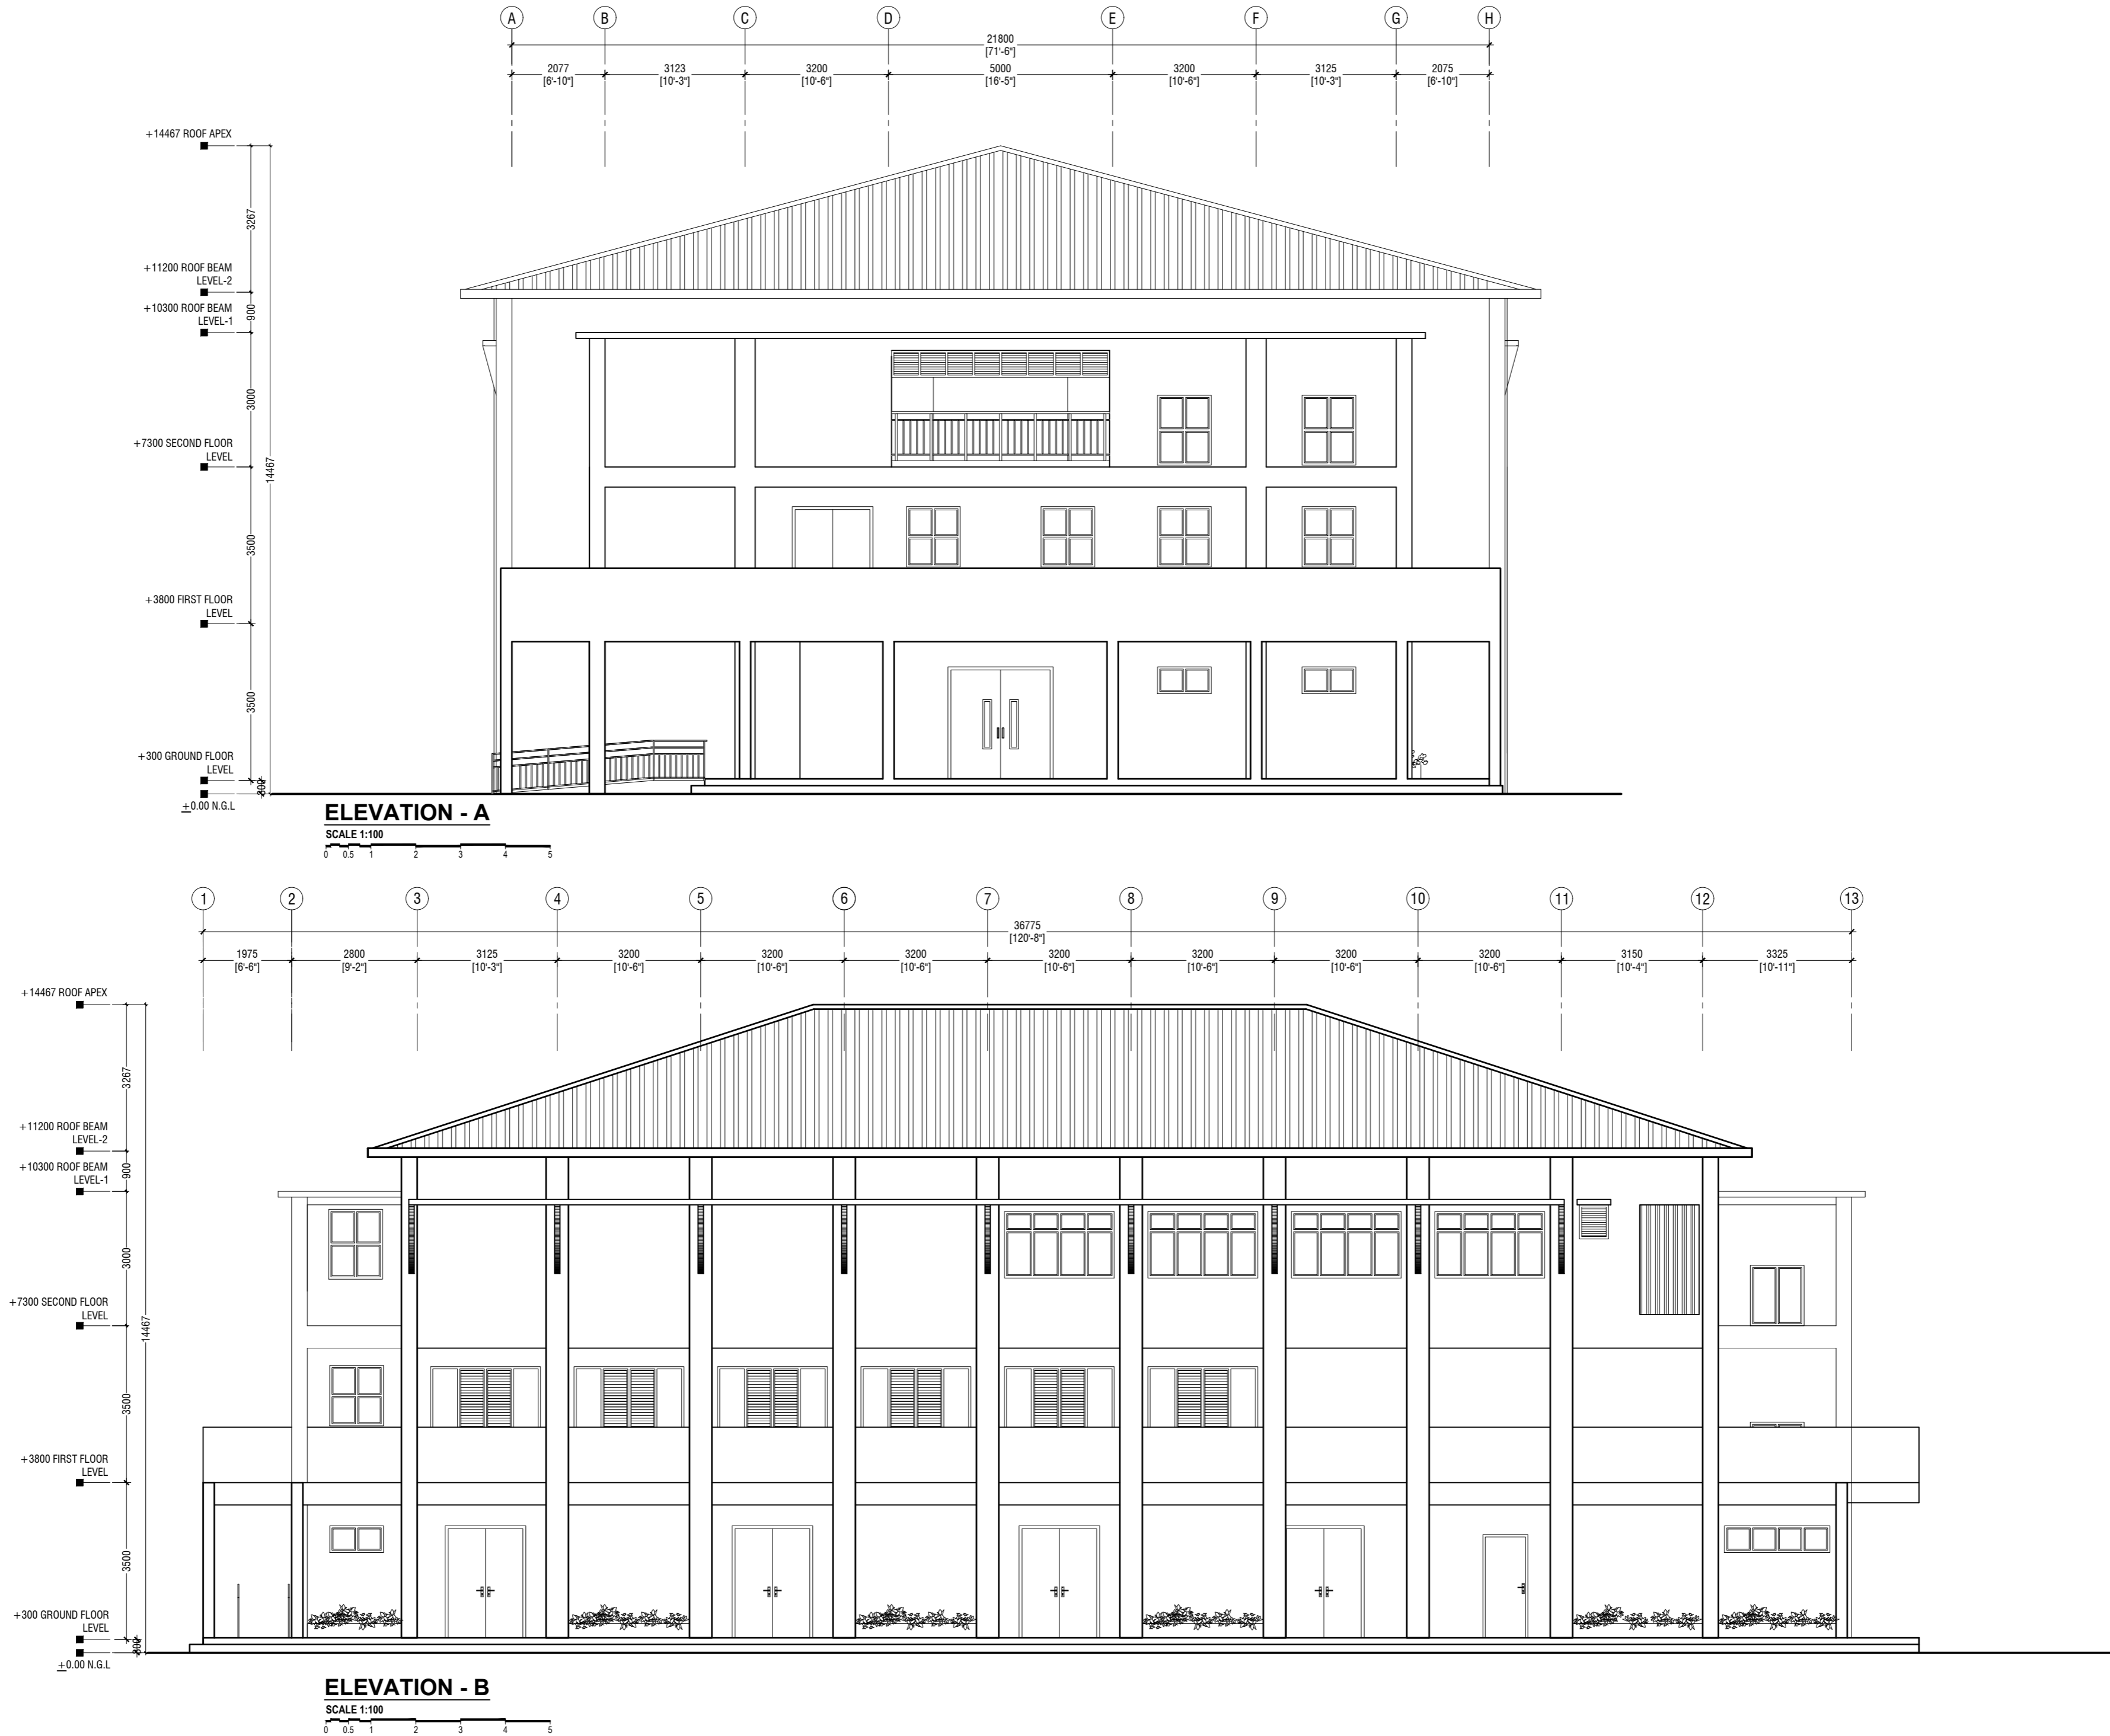 A B C D E F G H
21800
[71'-6"]
2077 3123 3200 5000 3200 3125 2075
[6'-10"] [10'-3"] [10'-6"] [16'-5"] [10'-6"] [10'-3"] [6'-10"]
+14467 ROOF APEX
3267
+11200 ROOF BEAM
LEVEL-2
900
+10300 ROOF BEAM
LEVEL-1
3000
+7300 SECOND FLOOR
LEVEL
14467
3500
+3800 FIRST FLOOR
LEVEL
3500
+300 GROUND FLOOR
LEVEL
300
±0.00 N.G.L
ELEVATION - A
SCALE 1:100
0 0.5 1 2 3 4 5
1 2 3 4 5 6 7 8 9 10 11 12 13
36775
[120'-8"]
1975 2800 3125 3200 3200 3200 3200 3200 3200 3200 3150 3325
[6'-6"] [9'-2"] [10'-3"] [10'-6"] [10'-6"] [10'-6"] [10'-6"] [10'-6"] [10'-6"] [10'-6"] [10'-4"] [10'-11"]
+14467 ROOF APEX
3267
+11200 ROOF BEAM
LEVEL-2
900
+10300 ROOF BEAM
LEVEL-1
3000
+7300 SECOND FLOOR
LEVEL
14467
3500
+3800 FIRST FLOOR
LEVEL
3500
+300 GROUND FLOOR
LEVEL
300
±0.00 N.G.L
ELEVATION - B
SCALE 1:100
0 0.5 1 2 3 4 5